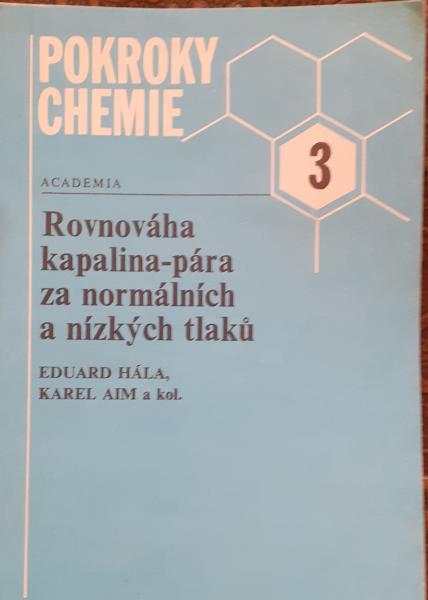 POKROKY
CHEMIE
3
ACADEMIA
Rovnováha
kapalina-pára
za normálních
a nízkých tlaků
EDUARD HÁLA,
KAREL AIM a kol.